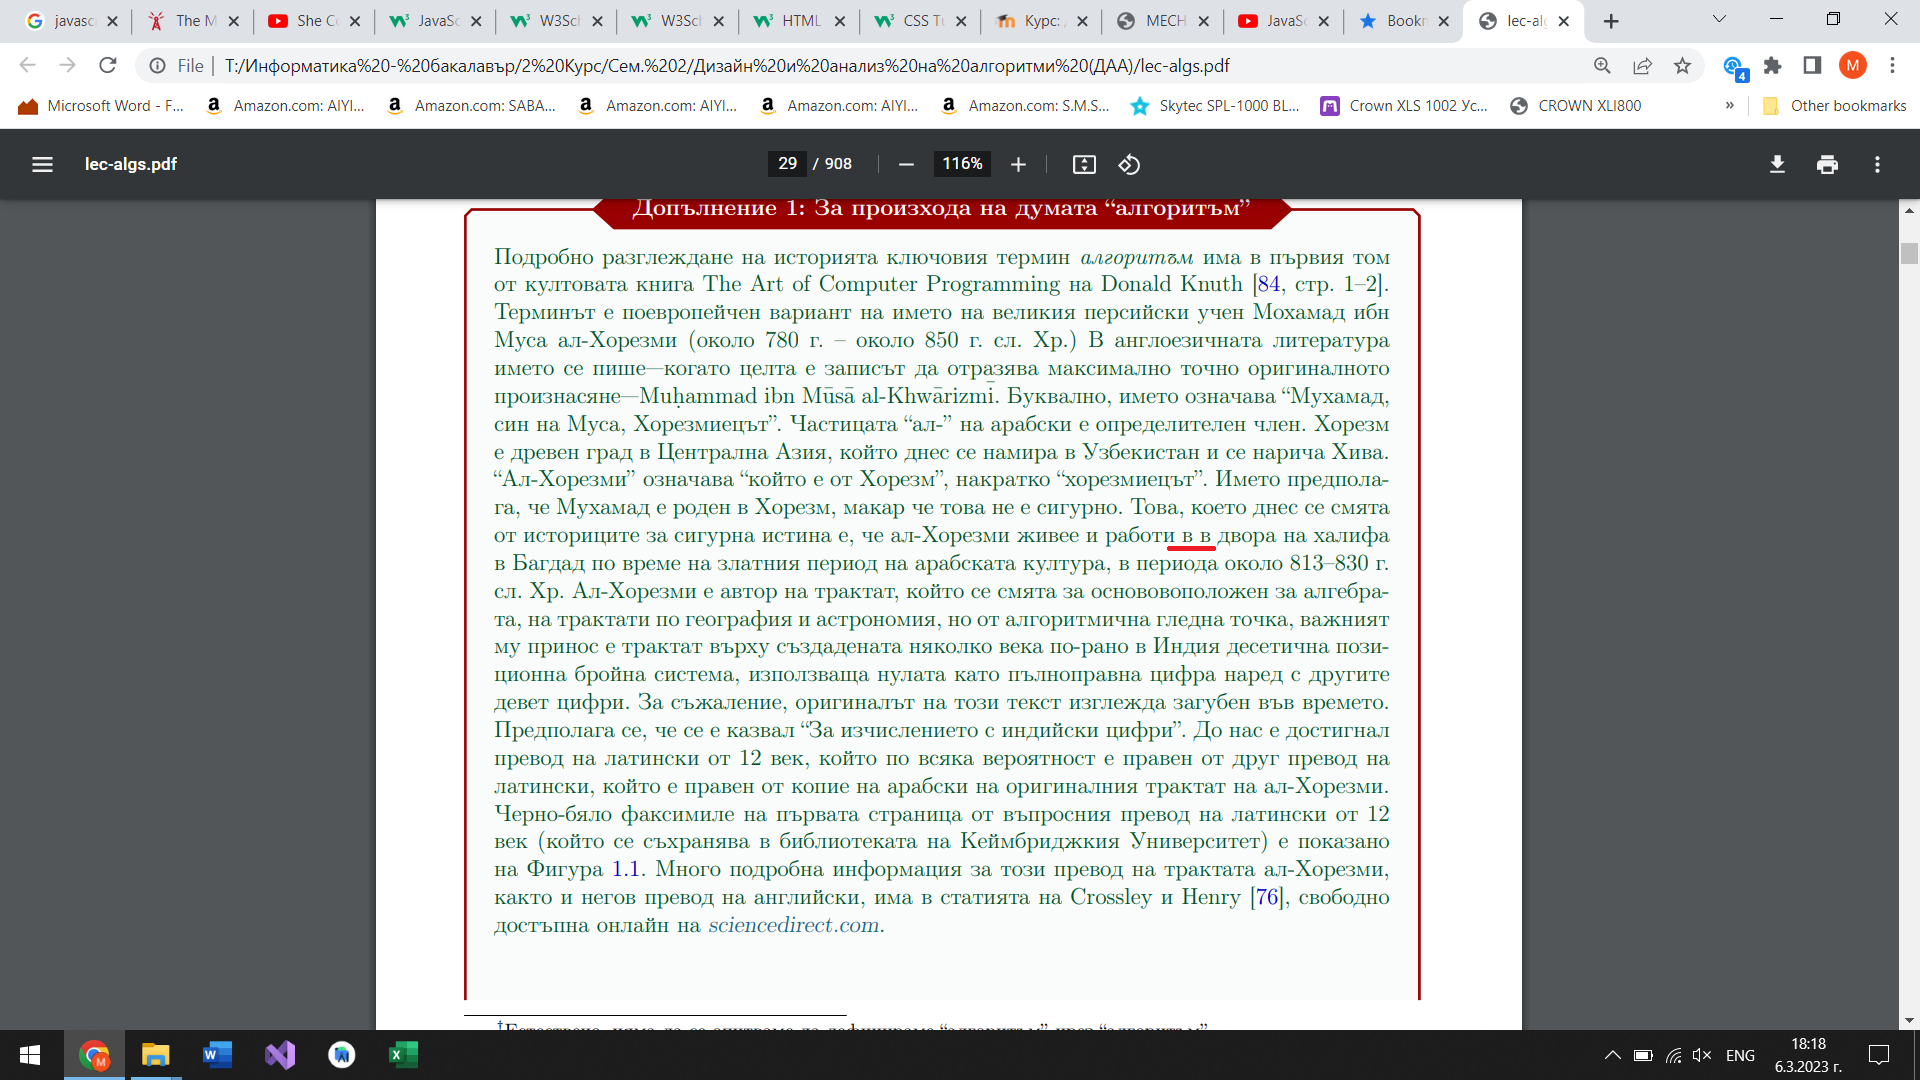 javasc
The M
She Co
JavaSc
W3Sch
W3Sch
HTML
CSS Tu
Курс:
MECH
JavaSc
Bookm
lec-alg
File
T:/Информатика%20-%20бакалавър/2%20Курс/Сем.%202/Дизайн%20и%20анализ%20на%20алгоритми%20(ДАА)/lec-algs.pdf
4
M
Microsoft Word - F...
Amazon.com: AIYI...
Amazon.com: SABA...
Amazon.com: AIYI...
Amazon.com: AIYI...
Amazon.com: S.M.S...
Skytec SPL-1000 BL...
Crown XLS 1002 Ус...
CROWN XLI800
»
Other bookmarks
lec-algs.pdf
29 / 908
116%
Допълнение 1: За произхода на думата “алгоритъм”
Подробно разглеждане на историята ключовия термин алгоритъм има в първия том
от култовата книга The Art of Computer Programming на Donald Knuth [84, стр. 1–2].
Терминът е поевропейчен вариант на името на великия персийски учен Мохамад ибн
Муса ал-Хорезми (около 780 г. – около 850 г. сл. Хр.) В англоезичната литература
името се пише—когато целта е записът да отразява максимално точно оригиналното
произнасяне—Muḥammad ibn Mūsā al-Khwārizmī. Буквално, името означава “Мухамад,
син на Муса, Хорезмиецът”. Частицата “ал-” на арабски е определителен член. Хорезм
е древен град в Централна Азия, който днес се намира в Узбекистан и се нарича Хива.
“Ал-Хорезми” означава “който е от Хорезм”, накратко “хорезмиецът”. Името предпола-
га, че Мухамад е роден в Хорезм, макар че това не е сигурно. Това, което днес се смята
от историците за сигурна истина е, че ал-Хорезми живее и работи в в двора на халифа
в Багдад по време на златния период на арабската култура, в периода около 813–830 г.
сл. Хр. Ал-Хорезми е автор на трактат, който се смята за основовоположен за алгебра-
та, на трактати по география и астрономия, но от алгоритмична гледна точка, важният
му принос е трактат върху създадената няколко века по-рано в Индия десетична пози-
ционна бройна система, използваща нулата като пълноправна цифра наред с другите
девет цифри. За съжаление, оригиналът на този текст изглежда загубен във времето.
Предполага се, че се е казвал “За изчислението с индийски цифри”. До нас е достигнал
превод на латински от 12 век, който по всяка вероятност е правен от друг превод на
латински, който е правен от копие на арабски на оригиналния трактат на ал-Хорезми.
Черно-бяло факсимиле на първата страница от въпросния превод на латински от 12
век (който се съхранява в библиотеката на Кеймбриджкия Университет) е показано
на Фигура 1.1. Много подробна информация за този превод на трактата ал-Хорезми,
както и негов превод на английски, има в статията на Crossley и Henry [76], свободно
достъпна онлайн на sciencedirect.com.
ENG
18:18
6.3.2023 г.